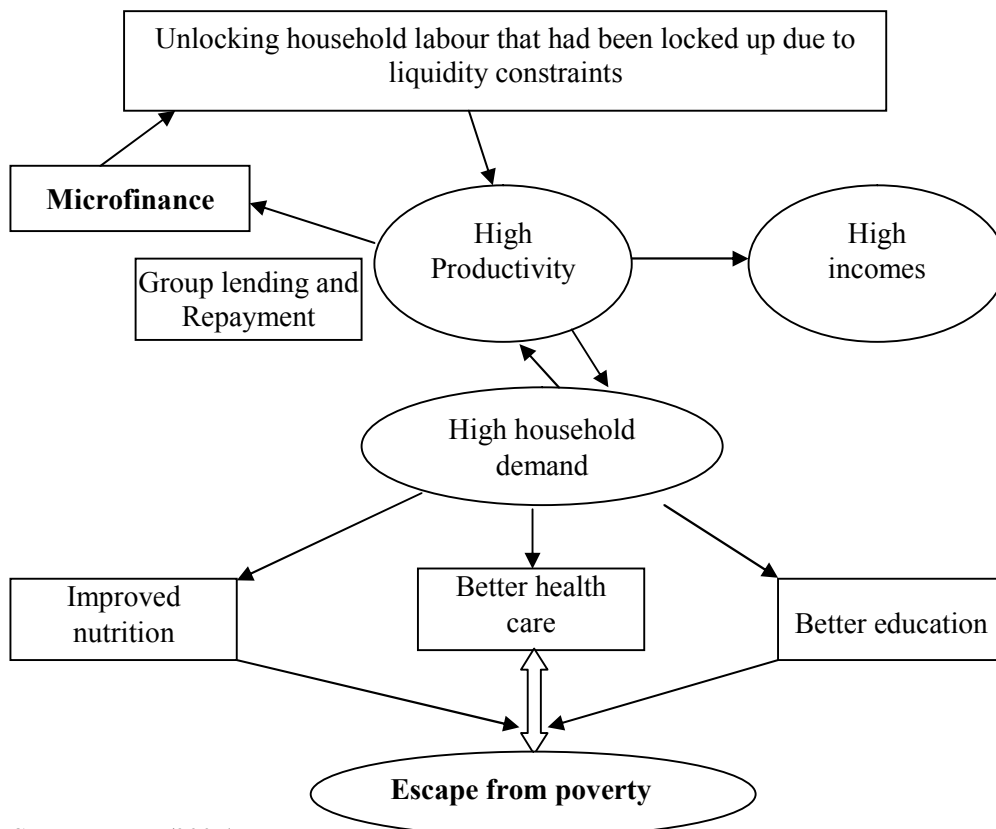 Unlocking household labour that had been locked up due to
liquidity constraints
Microfinance
High
Productivity
High
incomes
Group lending and
Repayment
High household
demand
Improved
nutrition
Better health
care
Better education
Escape from poverty